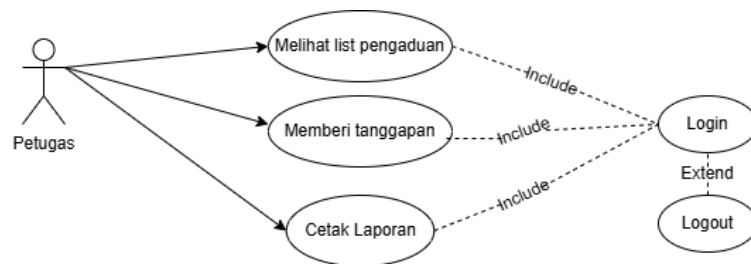 Melihat list pengaduan
Include
Petugas
Memberi tanggapan
Include
Login
Extend
Include
Cetak Laporan
Logout